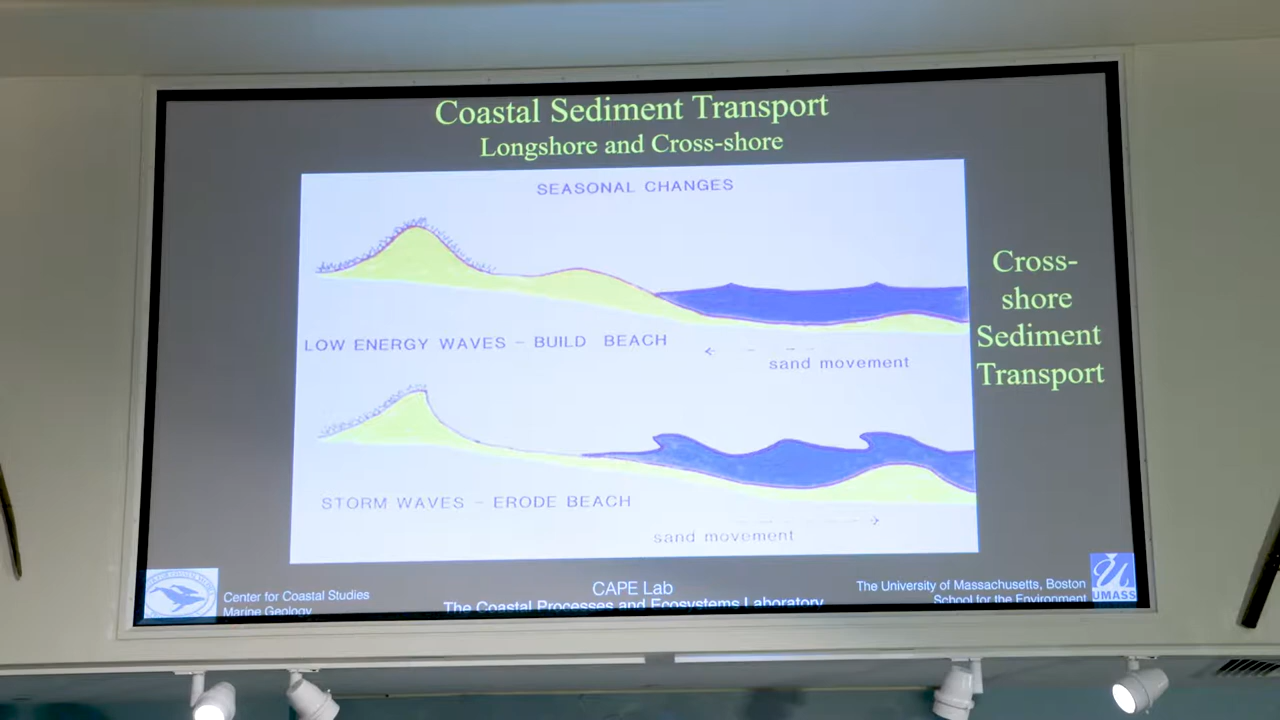 Coastal Sediment Transport
Longshore and Cross-shore
SEASONAL CHANGES
LOW ENERGY WAVES - BUILD BEACH
sand movement
STORM WAVES - ERODE BEACH
sand movement
Cross-
shore
Sediment
Transport
Center for Coastal Studies
Marine Geology
CAPE Lab
The Coastal Processes and Ecosystems Laboratory
The University of Massachusetts, Boston
School for the Environment
UMASS